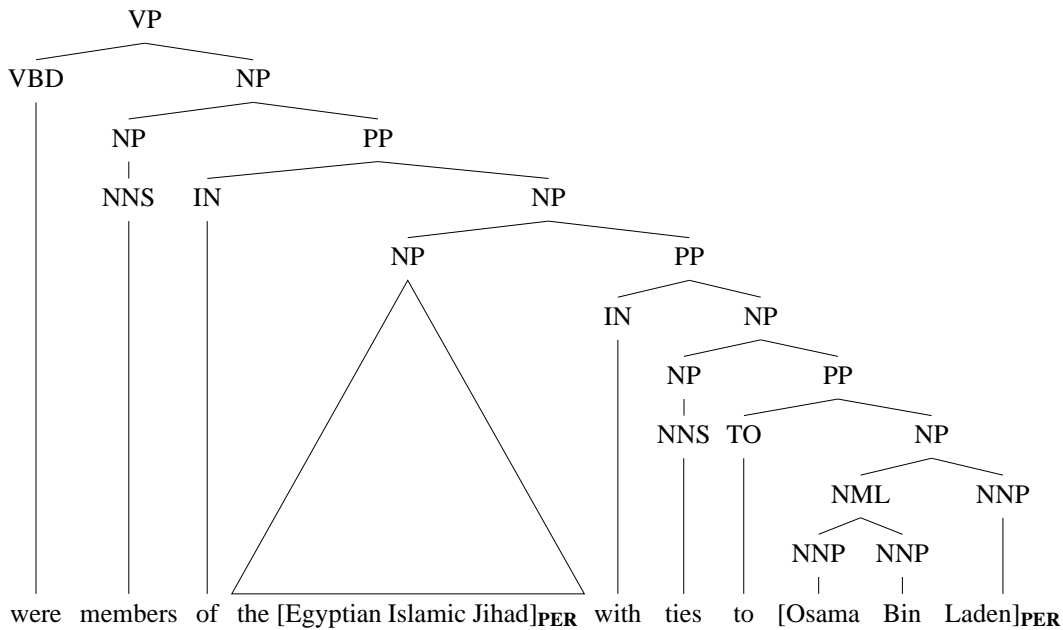 VP
VBD NP
NP PP
NNS IN NP
NP PP
IN NP
NP PP
NNS TO NP
NML NNP
NNP NNP
were members of the [Egyptian Islamic Jihad]PER with ties to [Osama Bin Laden]PER